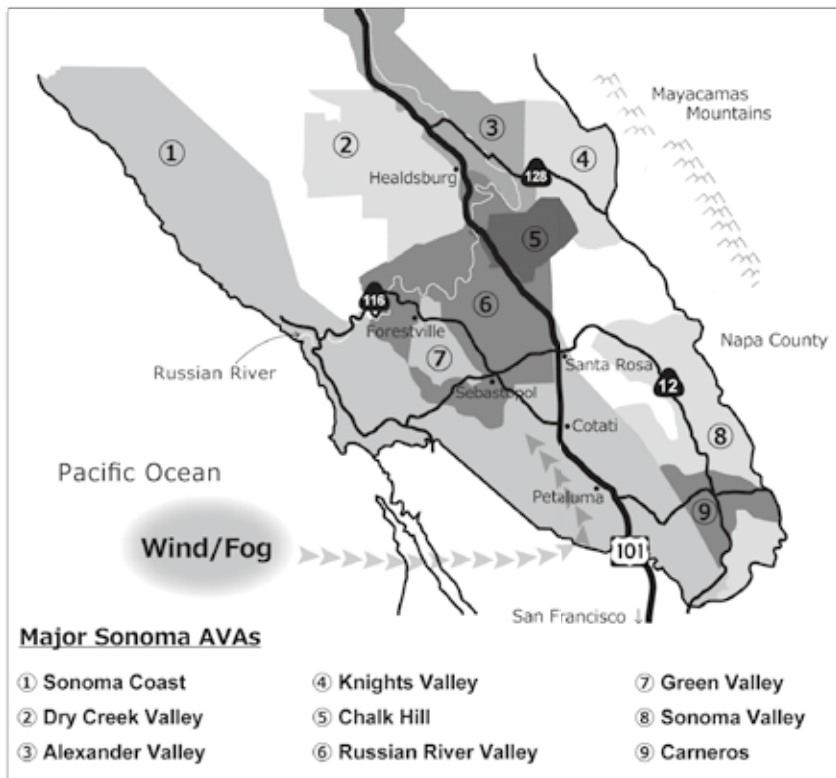 Mayacamas
Mountains
①
②
③
④
Healdsburg
128
⑤
116
⑥
Forestville
Napa County
Russian River
⑦
Santa Rosa
Sebastopol
12
Cotati
⑧
Pacific Ocean
Petaluma
⑨
Wind/Fog
101
San Francisco ↓
Major Sonoma AVAs
① Sonoma Coast
② Dry Creek Valley
③ Alexander Valley
④ Knights Valley
⑤ Chalk Hill
⑥ Russian River Valley
⑦ Green Valley
⑧ Sonoma Valley
⑨ Carneros